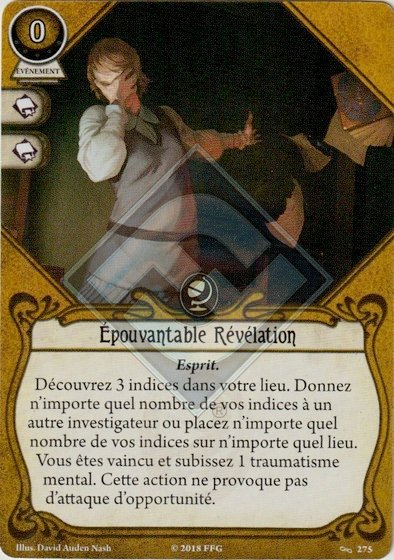 0
ÉVÉNEMENT
Épouvantable Révélation
Esprit.
Découvrez 3 indices dans votre lieu. Donnez
n'importe quel nombre de vos indices à un
autre investigateur ou placez n'importe quel
nombre de vos indices sur n'importe quel lieu.
Vous êtes vaincu et subissez 1 traumatisme
mental. Cette action ne provoque pas
d'attaque d'opportunité.
Illus. David Auden Nash © 2018 FFG 275